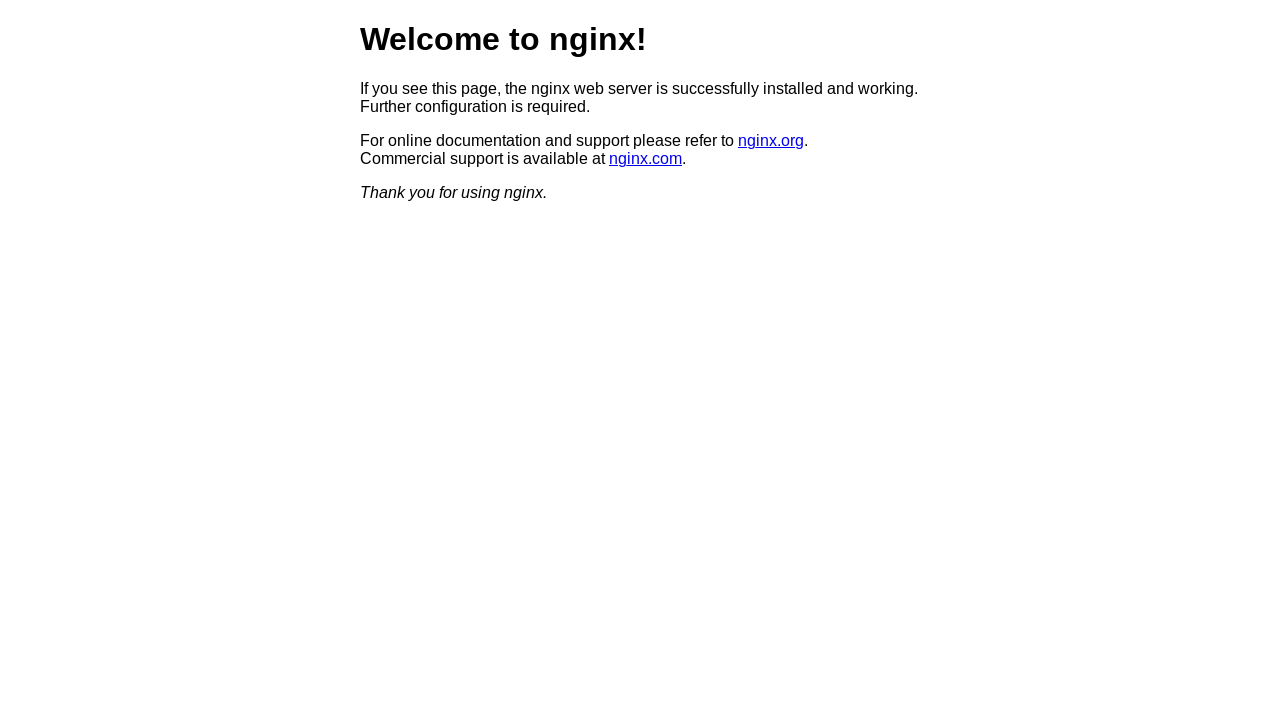 Welcome to nginx!
If you see this page, the nginx web server is successfully installed and working.
Further configuration is required.
For online documentation and support please refer to nginx.org.
Commercial support is available at nginx.com.
Thank you for using nginx.